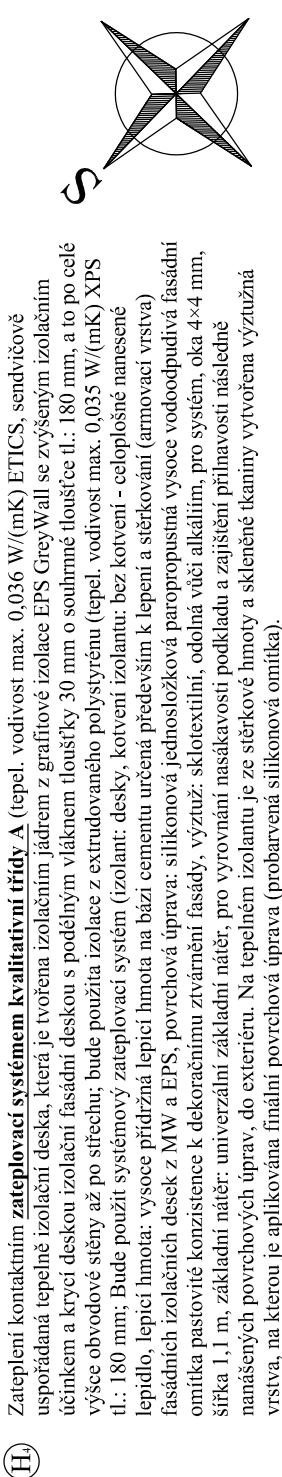 H4 Zateplení kontaktním zateplovací systémem kvalitativní třídy A (tepel. vodivost max. 0,036 W/(mK) ETICS, sendvičově
uspořádaná tepelně izolační deska, která je tvořena izolačním jádrem z grafitové izolace EPS GreyWall se zvýšeným izolačním
účinkem a krycí deskou izolační fasádní deskou s podélným vláknem tloušťky 30 mm o souhrnné tloušťce tl.: 180 mm, a to po celé
výšce obvodové stěny až po střechu; bude použita izolace z extrudovaného polystyrénu (tepel. vodivost max. 0,035 W/(mK) XPS
tl.: 180 mm; Bude použit systémový zateplovací systém (izolant: desky, kotvení izolantu: bez kotvení - celoplošné nanesené
lepidlo, lepicí hmota: vysoce přídržná lepicí hmota na bázi cementu určená především k lepení a stěrkování (armovací vrstva)
fasádních izolačních desek z MW a EPS, povrchová úprava: silikonová jednosložková paropropustná vysoce vodoodpudivá fasádní
omítka pastovité konzistence k dekoračnímu ztvárnění fasády, výztuž: sklotextilní, odolná vůči alkáliím, pro systém, oka 4×4 mm,
šířka 1,1 m, základní nátěr: univerzální základní nátěr, pro vyrovnání nasákavosti podkladu a zajištění přilnavosti následně
nanášených povrchových úprav, do exteriéru. Na tepelném izolantu je ze stěrkové hmoty a skleněné tkaniny vytvořena výztužná
vrstva, na kterou je aplikována finální povrchová úprava (probarvená silikonová omítka).
S